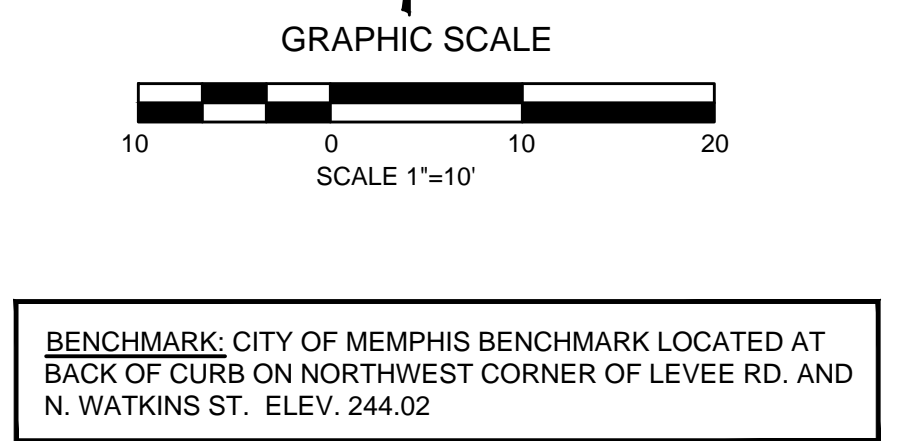 GRAPHIC SCALE
10 0 10 20
SCALE 1"=10'
BENCHMARK: CITY OF MEMPHIS BENCHMARK LOCATED AT
BACK OF CURB ON NORTHWEST CORNER OF LEVEE RD. AND
N. WATKINS ST. ELEV. 244.02